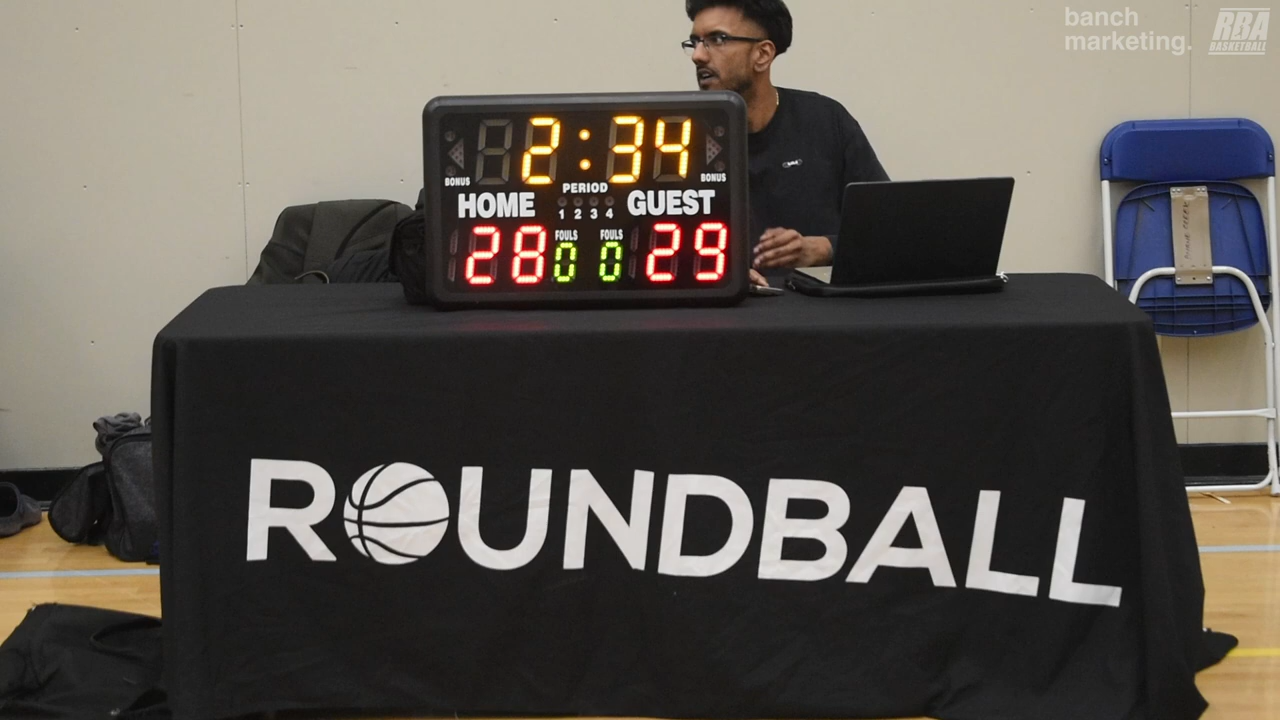 banch
marketing.
RBA
BASKETBALL
2:34
BONUS
BONUS
PERIOD
HOME
1 2 3 4
GUEST
FOULS
FOULS
28
0
0
29
ROUNDBALL